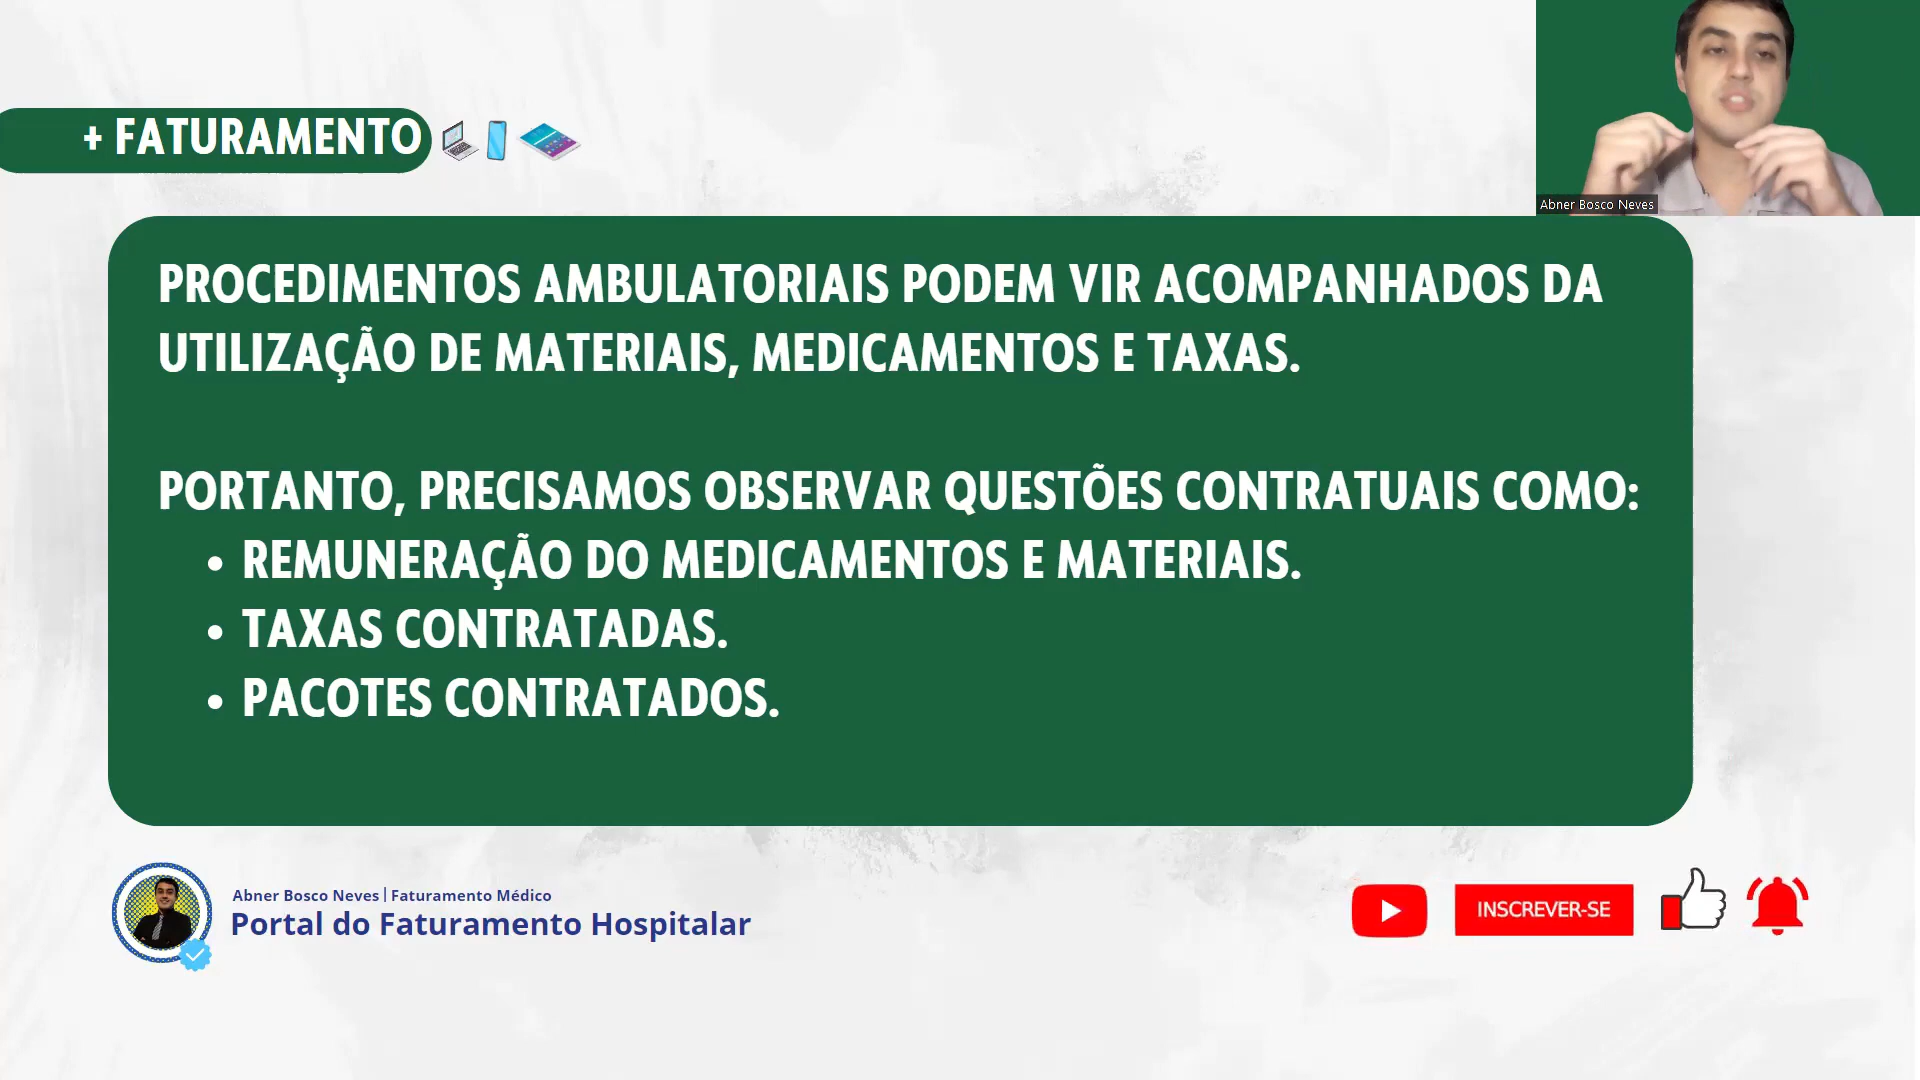 + FATURAMENTO
Abner Bosco Neves
PROCEDIMENTOS AMBULATORIAIS PODEM VIR ACOMPANHADOS DA
UTILIZAÇÃO DE MATERIAIS, MEDICAMENTOS E TAXAS.
PORTANTO, PRECISAMOS OBSERVAR QUESTÕES CONTRATUAIS COMO:
• REMUNERAÇÃO DO MEDICAMENTOS E MATERIAIS.
• TAXAS CONTRATADAS.
• PACOTES CONTRATADOS.
Abner Bosco Neves | Faturamento Médico
Portal do Faturamento Hospitalar
INSCREVER-SE